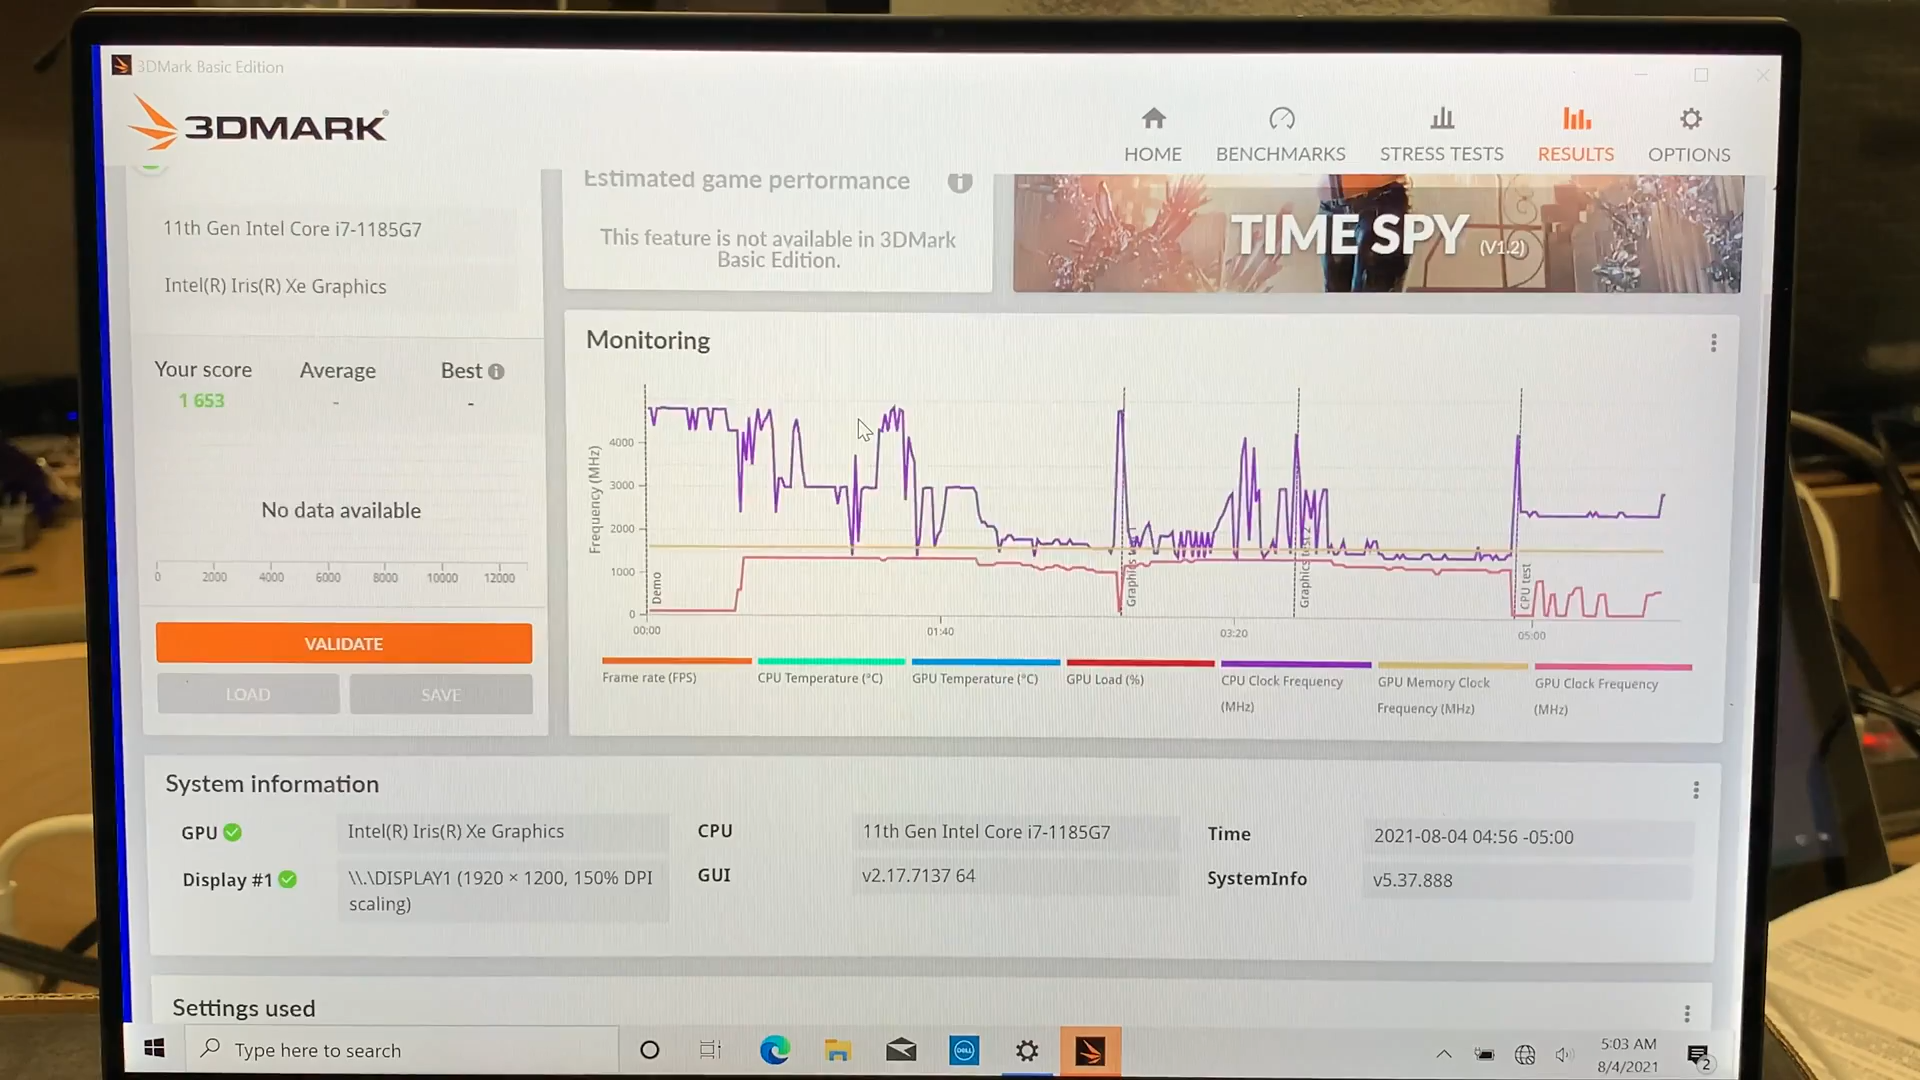 3DMark Basic Edition
3DMARK
HOME
BENCHMARKS
STRESS TESTS
RESULTS
OPTIONS
11th Gen Intel Core i7-1185G7
Intel(R) Iris(R) Xe Graphics
Your score
Average
Best
1 653
-
-
No data available
0
2000
4000
6000
8000
10000
12000
VALIDATE
LOAD
SAVE
Estimated game performance
This feature is not available in 3DMark
Basic Edition.
TIME SPY (V1.2)
Monitoring
Frequency (MHz)
4000
3000
2000
1000
0
Demo
Graphics
Graphics test 2
CPU test
00:00
01:40
03:20
05:00
Frame rate (FPS)
CPU Temperature (°C)
GPU Temperature (°C)
GPU Load (%)
CPU Clock Frequency
(MHz)
GPU Memory Clock
Frequency (MHz)
GPU Clock Frequency
(MHz)
System information
GPU
Intel(R) Iris(R) Xe Graphics
CPU
11th Gen Intel Core i7-1185G7
Time
2021-08-04 04:56 -05:00
Display #1
\\.\DISPLAY1 (1920 × 1200, 150% DPI
scaling)
GUI
v2.17.7137 64
SystemInfo
v5.37.888
Settings used
Type here to search
DELL
5:03 AM
8/4/2021
2